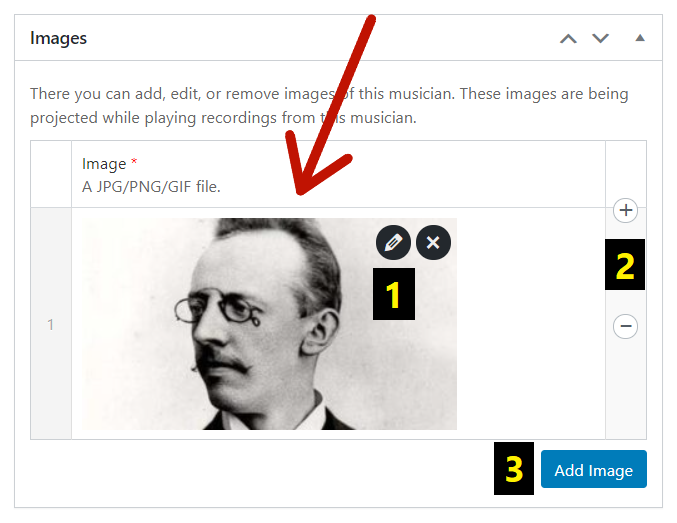 Images
There you can add, edit, or remove images of this musician. These images are being
projected while playing recordings from this musician.
Image *
A JPG/PNG/GIF file.
1
1
2
3
Add Image